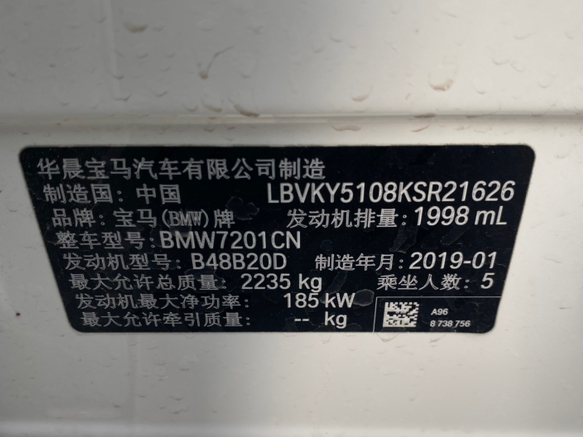 华晨宝马汽车有限公司制造
制造国：中国 LBVKY5108KSR21626
品牌：宝马(BMW)牌 发动机排量：1998 mL
整车型号：BMW7201CN
发动机型号：B48B20D 制造年月：2019-01
最大允许总质量：2235 kg 乘坐人数：5
发动机最大净功率：185 kW
最大允许牵引质量：-- kg
A96
8 738 756